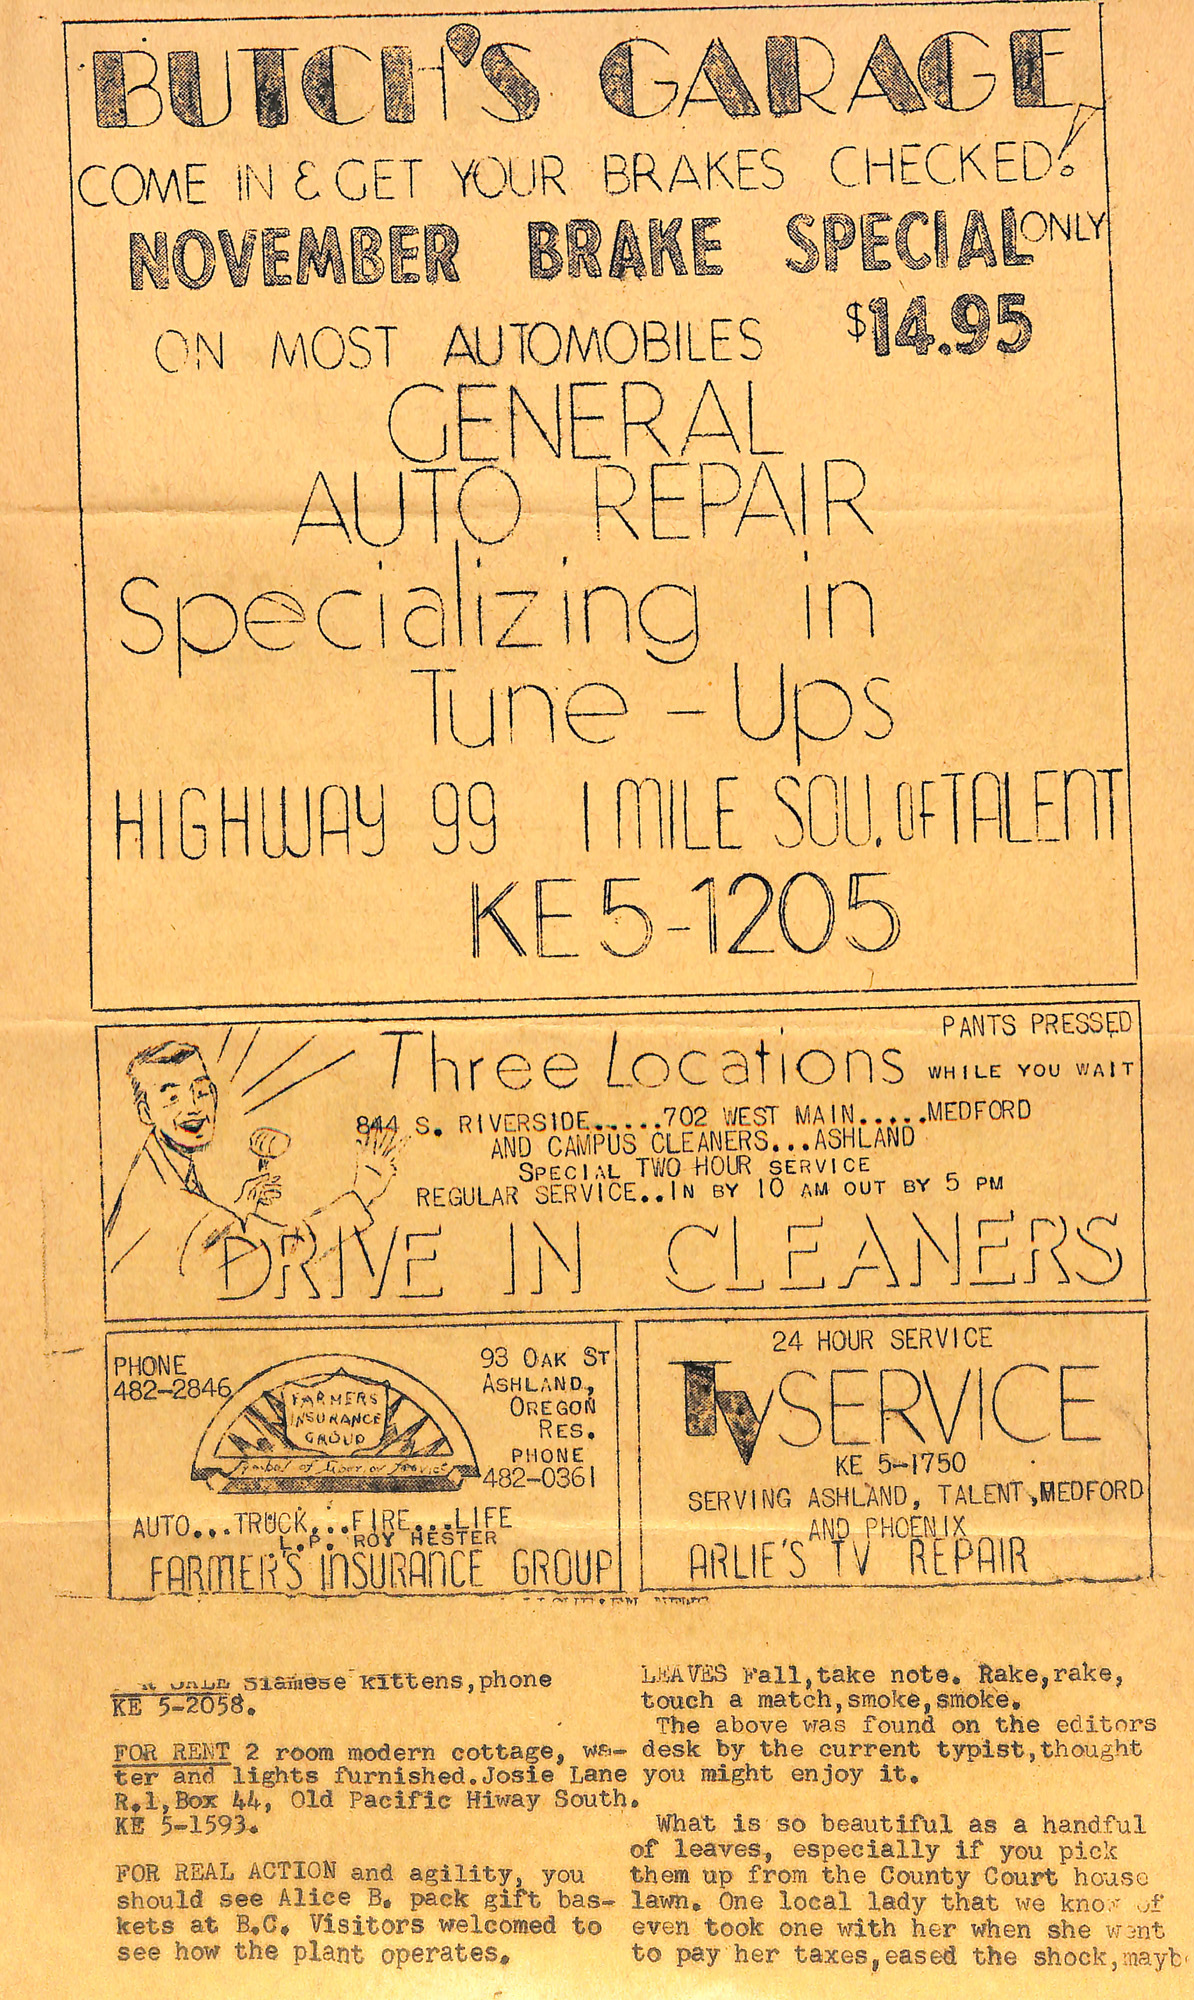 BUTCH'S GARAGE
COME IN & GET YOUR BRAKES CHECKED!
NOVEMBER BRAKE SPECIAL ONLY
ON MOST AUTOMOBILES $14.95
GENERAL
AUTO REPAIR
Specializing in
Tune-Ups
HIGHWAY 99 1 MILE SOU. OF TALENT
KE5-1205
PANTS PRESSED
Three Locations WHILE YOU WAIT
844 S. RIVERSIDE.....702 WEST MAIN.....MEDFORD
AND CAMPUS CLEANERS...ASHLAND
SPECIAL TWO HOUR SERVICE
REGULAR SERVICE..IN BY 10 AM OUT BY 5 PM
DRIVE IN CLEANERS
PHONE
482-2846
FARMERS
INSURANCE
GROUP
Symbol of Superior Service
93 OAK ST
ASHLAND,
OREGON
RES.
PHONE
482-0361
AUTO...TRUCK...FIRE...LIFE
L.P. ROY HESTER
FARMER'S INSURANCE GROUP
24 HOUR SERVICE
TV SERVICE
KE 5-1750
SERVING ASHLAND, TALENT,MEDFORD
AND PHOENIX
ARLIE'S TV REPAIR
SALE Siamese kittens,phone
KE 5-2058.
FOR RENT 2 room modern cottage, wa-
ter and lights furnished.Josie Lane
R.1,Box 44, Old Pacific Hiway South.
KE 5-1593.
FOR REAL ACTION and agility, you
should see Alice B. pack gift bas-
kets at B.C. Visitors welcomed to
see how the plant operates.
LEAVES Fall,take note. Rake,rake,
touch a match,smoke,smoke.
The above was found on the editors
desk by the current typist,thought
you might enjoy it.
What is so beautiful as a handful
of leaves, especially if you pick
them up from the County Court house
lawn. One local lady that we know of
even took one with her when she went
to pay her taxes,eased the shock,mayb